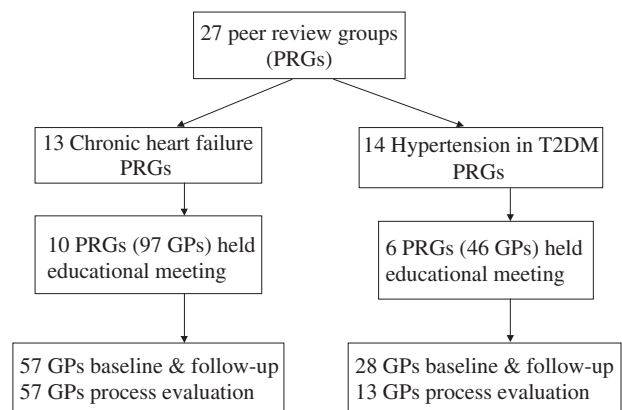 27 peer review groups
(PRGs)
13 Chronic heart failure
PRGs
14 Hypertension in T2DM
PRGs
10 PRGs (97 GPs) held
educational meeting
6 PRGs (46 GPs) held
educational meeting
57 GPs baseline & follow-up
57 GPs process evaluation
28 GPs baseline & follow-up
13 GPs process evaluation